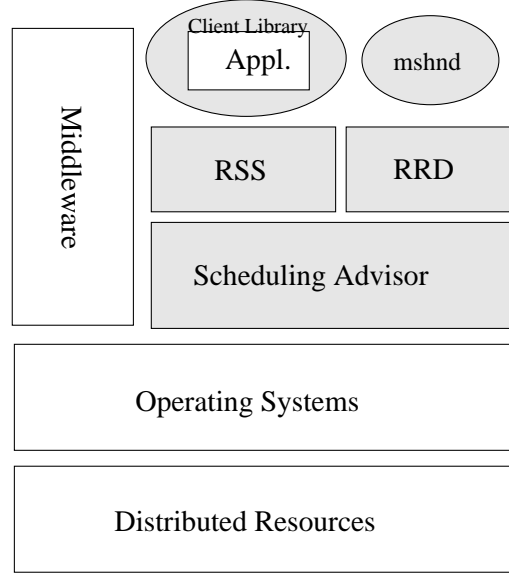 Client Library
Appl.
mshnd
Middleware
RSS
RRD
Scheduling Advisor
Operating Systems
Distributed Resources